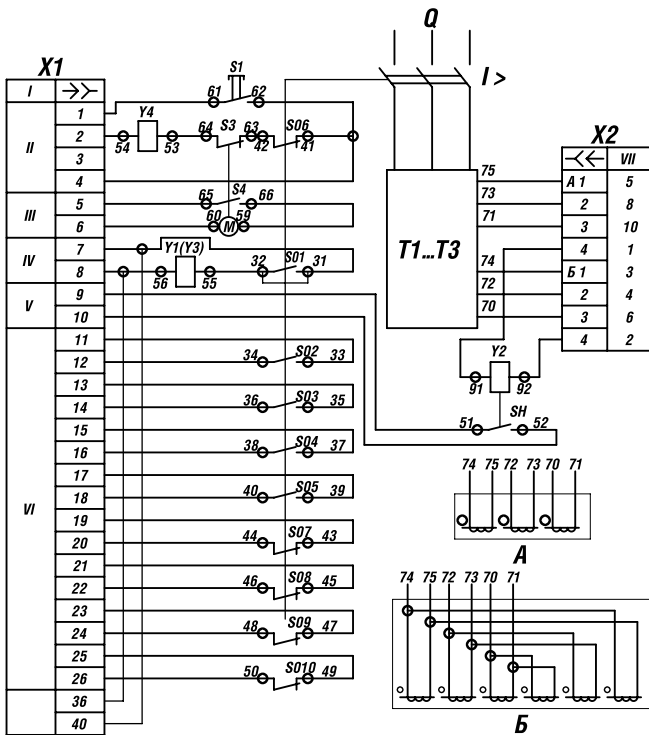 Q
I >
X1
I
II
1
2
3
4
III
5
6
IV
7
8
V
9
10
VI
11
12
13
14
15
16
17
18
19
20
21
22
23
24
25
26
36
40
S1
61 62
Y4
54 53
64 S3 63 S06
42 41
65 S4 66
60 M 59
Y1(Y3)
56 55
32 S01 31
34 S02 33
36 S03 35
38 S04 37
40 S05 39
44 S07 43
46 S08 45
48 S09 47
50 S010 49
T1...T3
75
73
71
74
72
70
X2
VII
А 1 5
2 8
3 10
4 1
Б 1 3
2 4
3 6
4 2
Y2
91 92
51 SH 52
74 75 72 73 70 71
А
74 75 72 73 70 71
Б